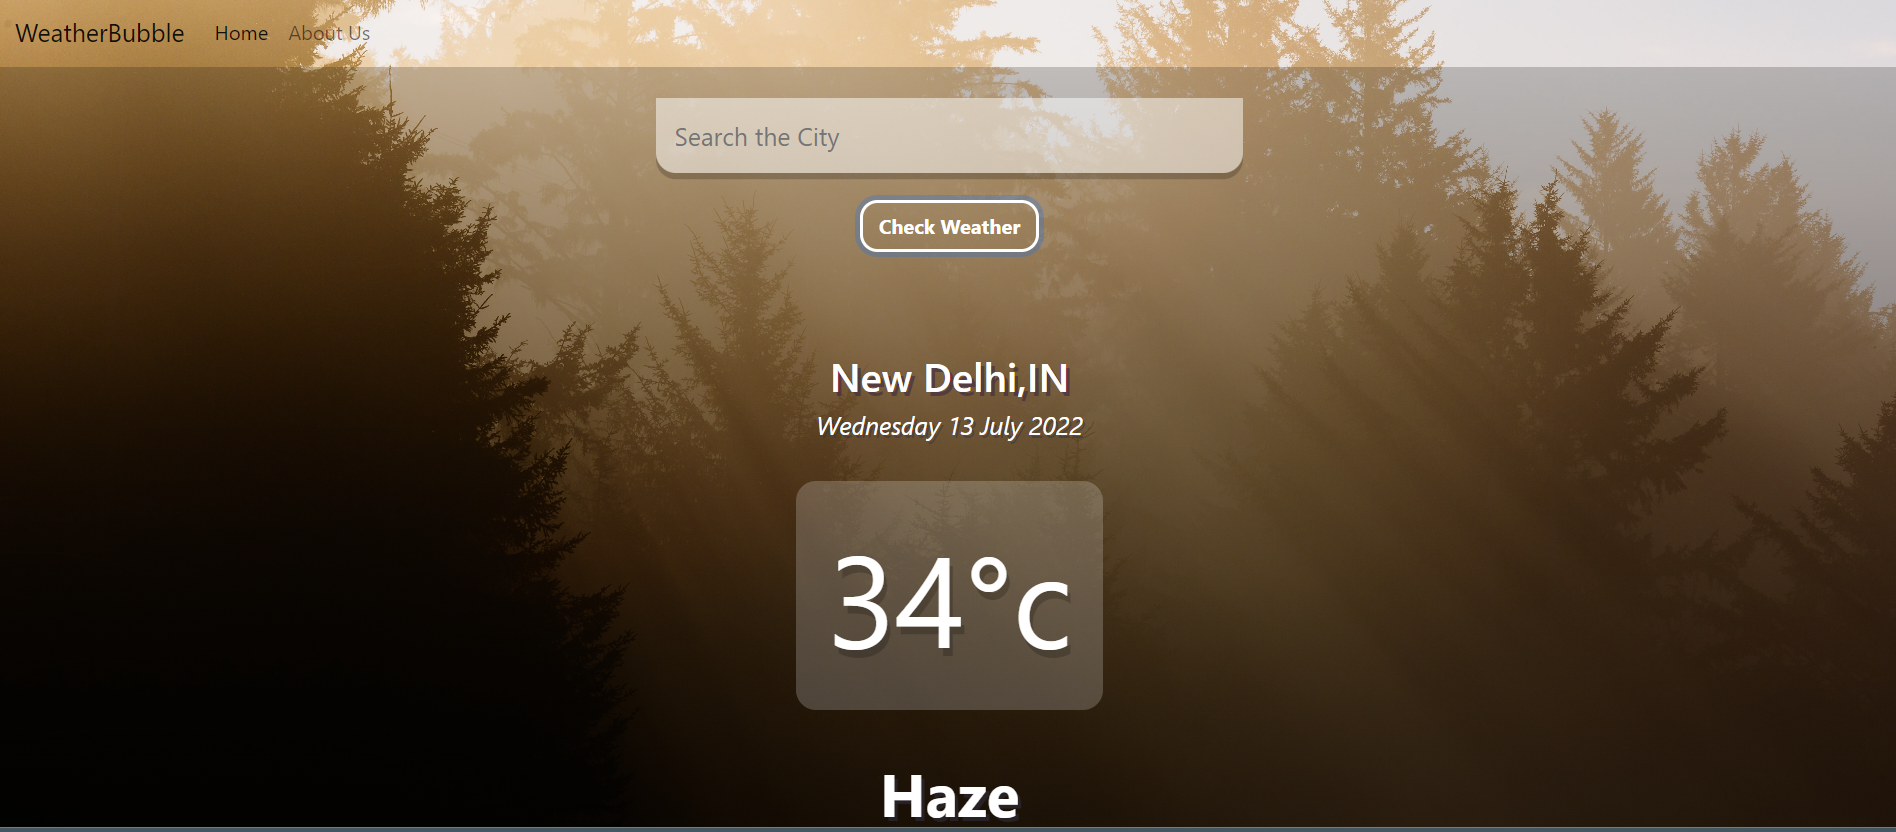 WeatherBubble Home About Us
Search the City
Check Weather
New Delhi,IN
Wednesday 13 July 2022
34°c
Haze